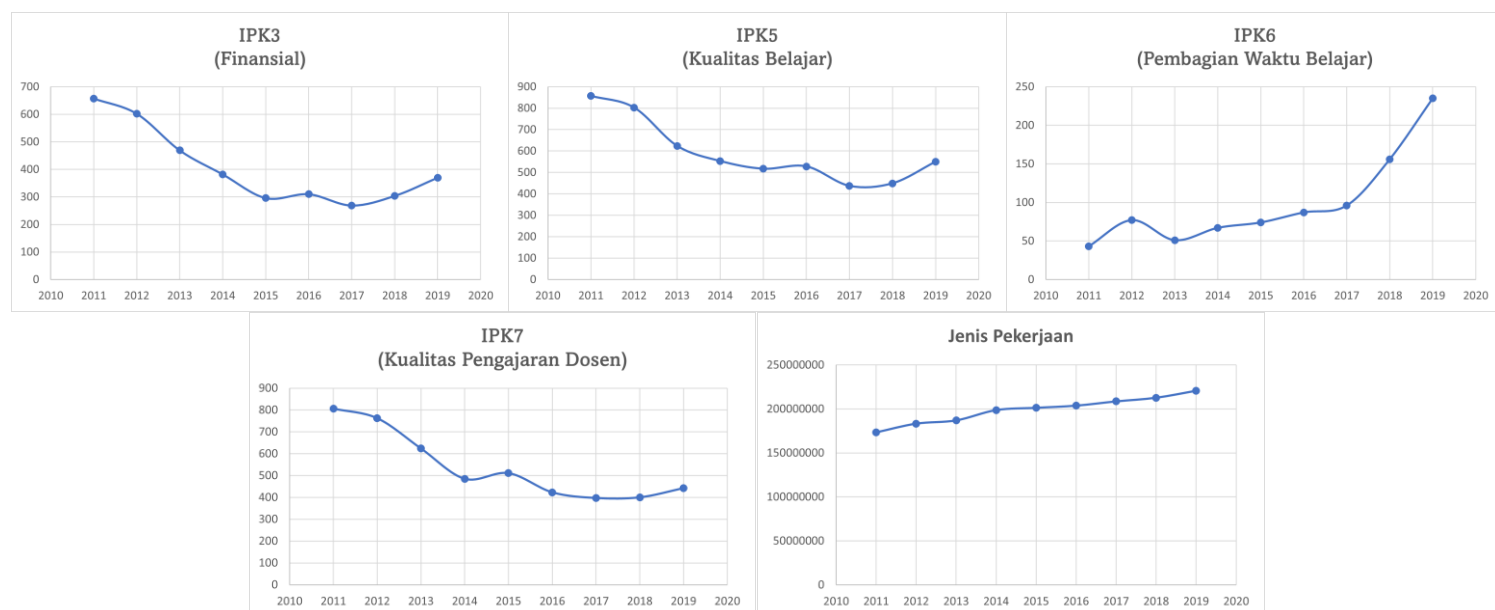 IPK3
(Finansial)
700
600
500
400
300
200
100
0
2010 2011 2012 2013 2014 2015 2016 2017 2018 2019 2020
IPK5
(Kualitas Belajar)
900
800
700
600
500
400
300
200
100
0
2010 2011 2012 2013 2014 2015 2016 2017 2018 2019 2020
IPK6
(Pembagian Waktu Belajar)
250
200
150
100
50
0
2010 2011 2012 2013 2014 2015 2016 2017 2018 2019 2020
IPK7
(Kualitas Pengajaran Dosen)
900
800
700
600
500
400
300
200
100
0
2010 2011 2012 2013 2014 2015 2016 2017 2018 2019 2020
Jenis Pekerjaan
250000000
200000000
150000000
100000000
50000000
0
2010 2011 2012 2013 2014 2015 2016 2017 2018 2019 2020